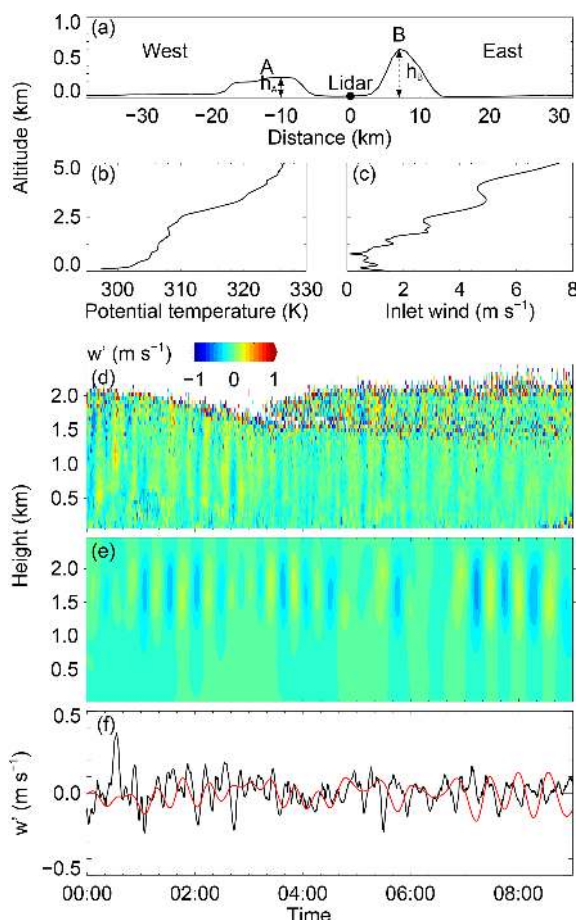 1.0 (a) B
West East
0.5 A
h_A Lidar h_b
0.0
−30 −20 −10 0 10 20 30
Distance (km)
Altitude (km)
5.0 (b) (c)
2.5
0.0
300 310 320 330 0 2 4 6 8
Potential temperature (K) Inlet wind (m s⁻¹)
w' (m s⁻¹)
−1 0 1
(d)
2.0
1.5
1.0
0.5
Height (km)
(e)
2.0
1.5
1.0
0.5
0.5 (f)
w' (m s⁻¹)
0.0
−0.5
00:00 02:00 04:00 06:00 08:00
Time